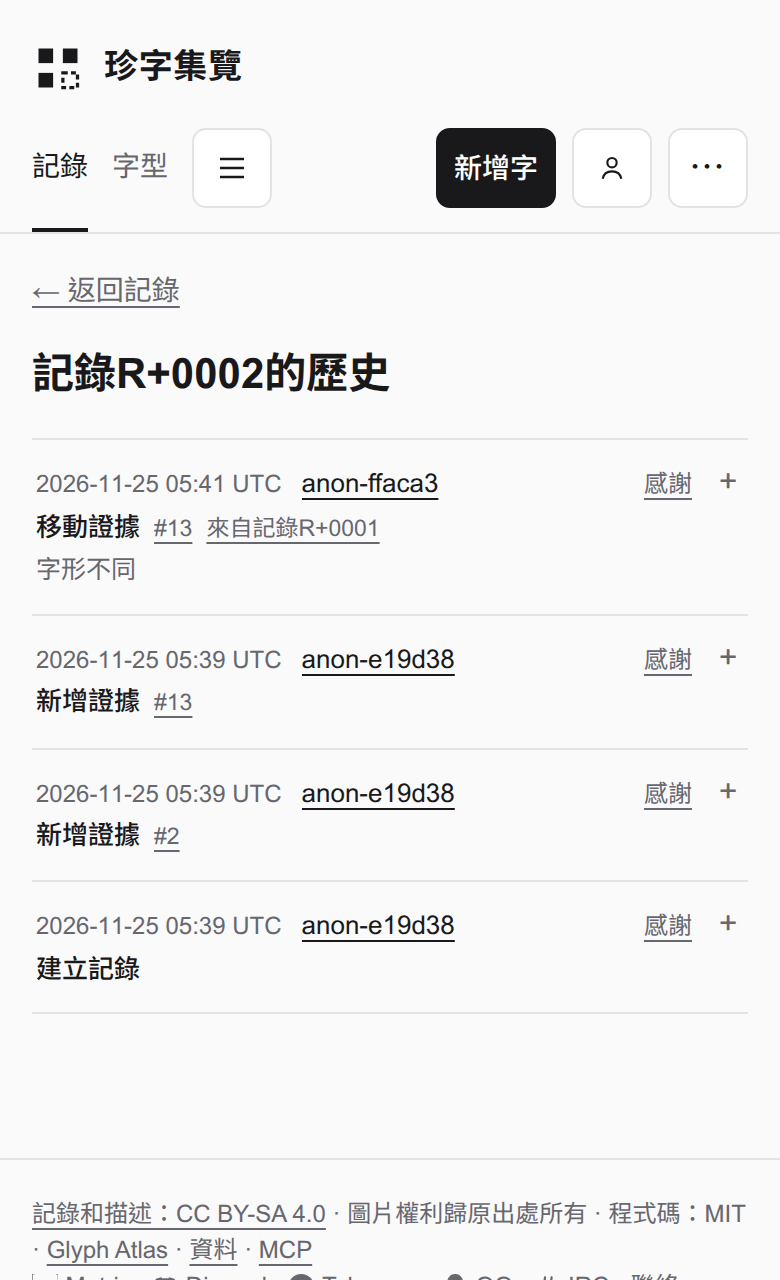 珍字集覽
記錄 字型 新增字 ···
← 返回記錄
記錄R+0002的歷史
2026-11-25 05:41 UTC anon-ffaca3 感謝 +
移動證據 #13 來自記錄R+0001
字形不同
2026-11-25 05:39 UTC anon-e19d38 感謝 +
新增證據 #13
2026-11-25 05:39 UTC anon-e19d38 感謝 +
新增證據 #2
2026-11-25 05:39 UTC anon-e19d38 感謝 +
建立記錄
記錄和描述：CC BY-SA 4.0 · 圖片權利歸原出處所有 · 程式碼：MIT
· Glyph Atlas · 資料 · MCP